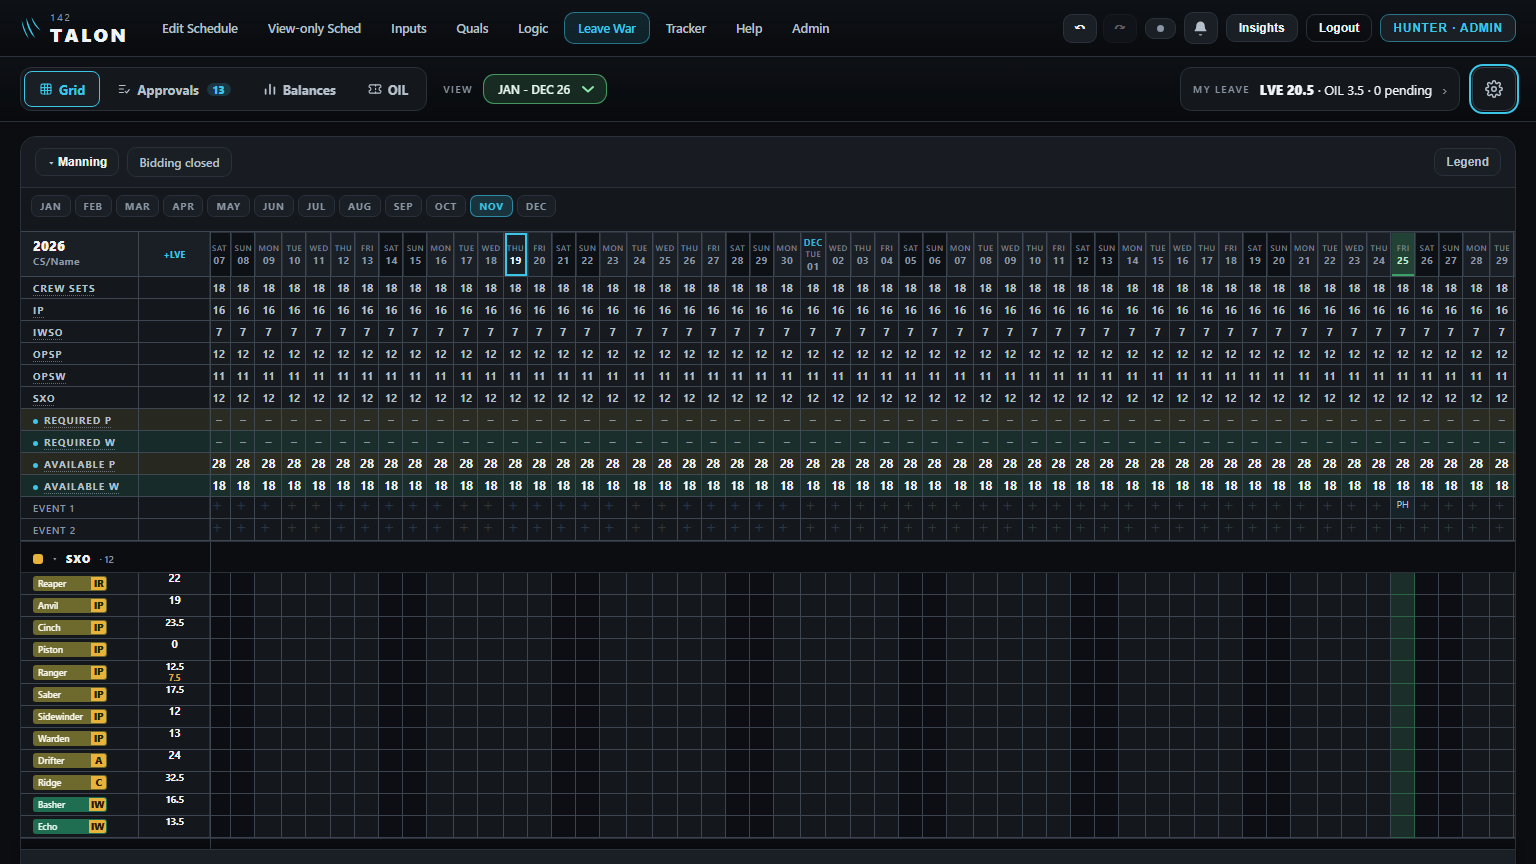 142
TALON
Edit Schedule View-only Sched Inputs Quals Logic Leave War Tracker Help Admin
Insights Logout HUNTER · ADMIN
Grid Approvals 13 Balances OIL VIEW JAN - DEC 26
MY LEAVE LVE 20.5 · OIL 3.5 · 0 pending ›
Manning Bidding closed Legend
JAN FEB MAR APR MAY JUN JUL AUG SEP OCT NOV DEC
2026
CS/Name
+LVE
SAT 07 SUN 08 MON 09 TUE 10 WED 11 THU 12 FRI 13 SAT 14 SUN 15 MON 16 TUE 17 WED 18 THU 19 FRI 20 SAT 21 SUN 22 MON 23 TUE 24 WED 25 THU 26 FRI 27 SAT 28 SUN 29 MON 30 DEC TUE 01 WED 02 THU 03 FRI 04 SAT 05 SUN 06 MON 07 TUE 08 WED 09 THU 10 FRI 11 SAT 12 SUN 13 MON 14 TUE 15 WED 16 THU 17 FRI 18 SAT 19 SUN 20 MON 21 TUE 22 WED 23 THU 24 FRI 25 SAT 26 SUN 27 MON 28 TUE 29
CREW SETS 18 18 18 18 18 18 18 18 18 18 18 18 18 18 18 18 18 18 18 18 18 18 18 18 18 18 18 18 18 18 18 18 18 18 18 18 18 18 18 18 18 18 18 18 18 18 18 18 18 18 18 18 18
IP 16 16 16 16 16 16 16 16 16 16 16 16 16 16 16 16 16 16 16 16 16 16 16 16 16 16 16 16 16 16 16 16 16 16 16 16 16 16 16 16 16 16 16 16 16 16 16 16 16 16 16 16 16
IWSO 7 7 7 7 7 7 7 7 7 7 7 7 7 7 7 7 7 7 7 7 7 7 7 7 7 7 7 7 7 7 7 7 7 7 7 7 7 7 7 7 7 7 7 7 7 7 7 7 7 7 7 7 7
OPSP 12 12 12 12 12 12 12 12 12 12 12 12 12 12 12 12 12 12 12 12 12 12 12 12 12 12 12 12 12 12 12 12 12 12 12 12 12 12 12 12 12 12 12 12 12 12 12 12 12 12 12 12 12
OPSW 11 11 11 11 11 11 11 11 11 11 11 11 11 11 11 11 11 11 11 11 11 11 11 11 11 11 11 11 11 11 11 11 11 11 11 11 11 11 11 11 11 11 11 11 11 11 11 11 11 11 11 11 11
SXO 12 12 12 12 12 12 12 12 12 12 12 12 12 12 12 12 12 12 12 12 12 12 12 12 12 12 12 12 12 12 12 12 12 12 12 12 12 12 12 12 12 12 12 12 12 12 12 12 12 12 12 12 12
REQUIRED P – – – – – – – – – – – – – – – – – – – – – – – – – – – – – – – – – – – – – – – – – – – – – – – – – – – – –
REQUIRED W – – – – – – – – – – – – – – – – – – – – – – – – – – – – – – – – – – – – – – – – – – – – – – – – – – – – –
AVAILABLE P 28 28 28 28 28 28 28 28 28 28 28 28 28 28 28 28 28 28 28 28 28 28 28 28 28 28 28 28 28 28 28 28 28 28 28 28 28 28 28 28 28 28 28 28 28 28 28 28 28 28 28 28 28
AVAILABLE W 18 18 18 18 18 18 18 18 18 18 18 18 18 18 18 18 18 18 18 18 18 18 18 18 18 18 18 18 18 18 18 18 18 18 18 18 18 18 18 18 18 18 18 18 18 18 18 18 18 18 18 18 18
EVENT 1 + + + + + + + + + + + + + + + + + + + + + + + + + + + + + + + + + + + + + + + + + + + + + + + + PH + + + +
EVENT 2 + + + + + + + + + + + + + + + + + + + + + + + + + + + + + + + + + + + + + + + + + + + + + + + + + + + + +
SXO · 12
Reaper IR 22
Anvil IP 19
Cinch IP 23.5
Piston IP 0
Ranger IP 12.5
7.5
Saber IP 17.5
Sidewinder IP 12
Warden IP 13
Drifter A 24
Ridge C 32.5
Basher IW 16.5
Echo IW 13.5